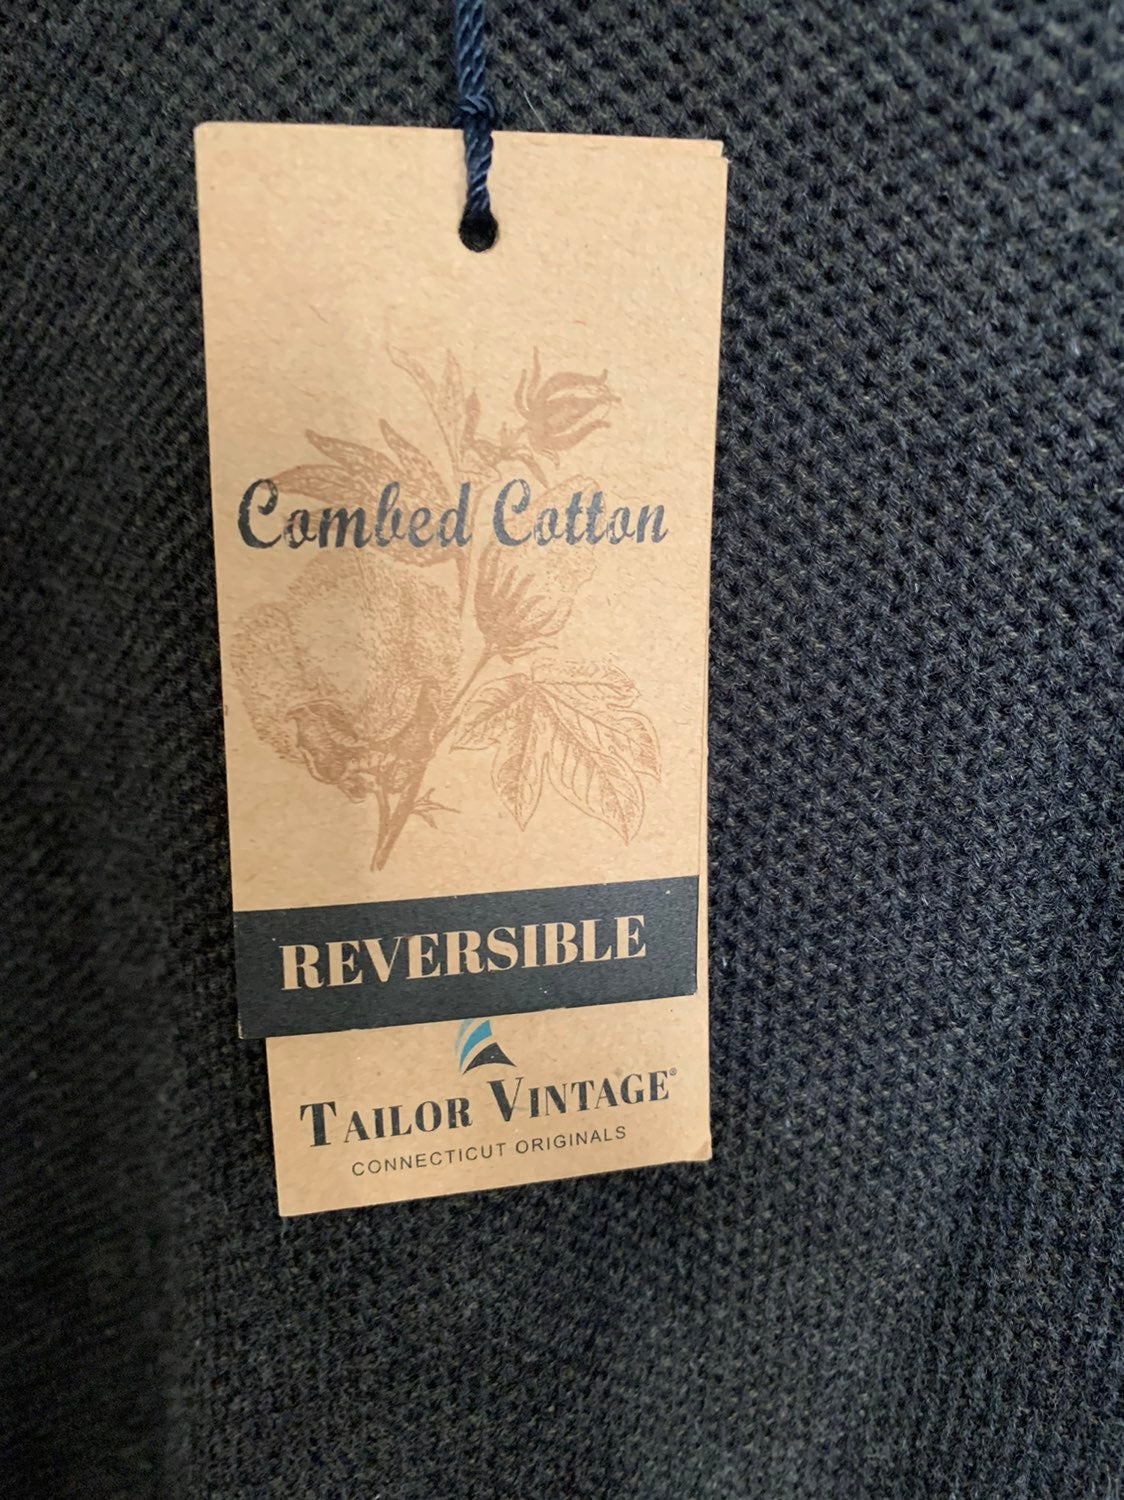 Combed Cotton
REVERSIBLE
TAILOR VINTAGE®
CONNECTICUT ORIGINALS